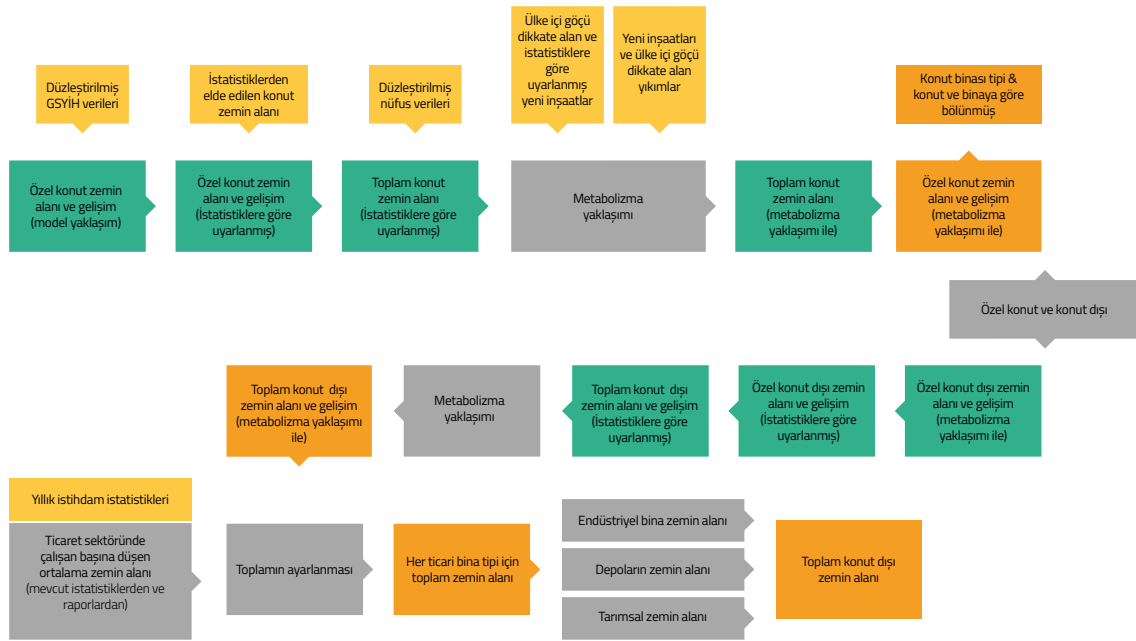 Düzleştirilmiş
GSYİH verileri
İstatistiklerden
elde edilen konut
zemin alanı
Düzleştirilmiş
nüfus verileri
Ülke içi göçü
dikkate alan ve
istatistiklere
göre
uyarlanmış
yeni inşaatlar
Yeni inşaatları
ve ülke içi göçü
dikkate alan
yıkımlar
Konut binası tipi &
konut ve binaya göre
bölünmüş
Özel konut zemin
alanı ve gelişim
(model yaklaşım)
Özel konut zemin
alanı ve gelişim
(İstatistiklere göre
uyarlanmış)
Toplam konut
zemin alanı
(İstatistiklere göre
uyarlanmış)
Metabolizma
yaklaşımı
Toplam konut
zemin alanı
(metabolizma
yaklaşımı ile)
Özel konut zemin
alanı ve gelişim
(metabolizma
yaklaşımı ile)
Özel konut ve konut dışı
Toplam konut dışı
zemin alanı ve gelişim
(metabolizma yaklaşımı
ile)
Metabolizma
yaklaşımı
Toplam konut dışı
zemin alanı ve gelişim
(İstatistiklere göre
uyarlanmış)
Özel konut dışı zemin
alanı ve gelişim
(İstatistiklere göre
uyarlanmış)
Özel konut dışı zemin
alanı ve gelişim
(metabolizma
yaklaşımı ile)
Yıllık istihdam istatistikleri
Ticaret sektöründe
çalışan başına düşen
ortalama zemin alanı
(mevcut istatistiklerden ve
raporlardan)
Toplamın ayarlanması
Her ticari bina tipi için
toplam zemin alanı
Endüstriyel bina zemin alanı
Depoların zemin alanı
Tarımsal zemin alanı
Toplam konut dışı
zemin alanı